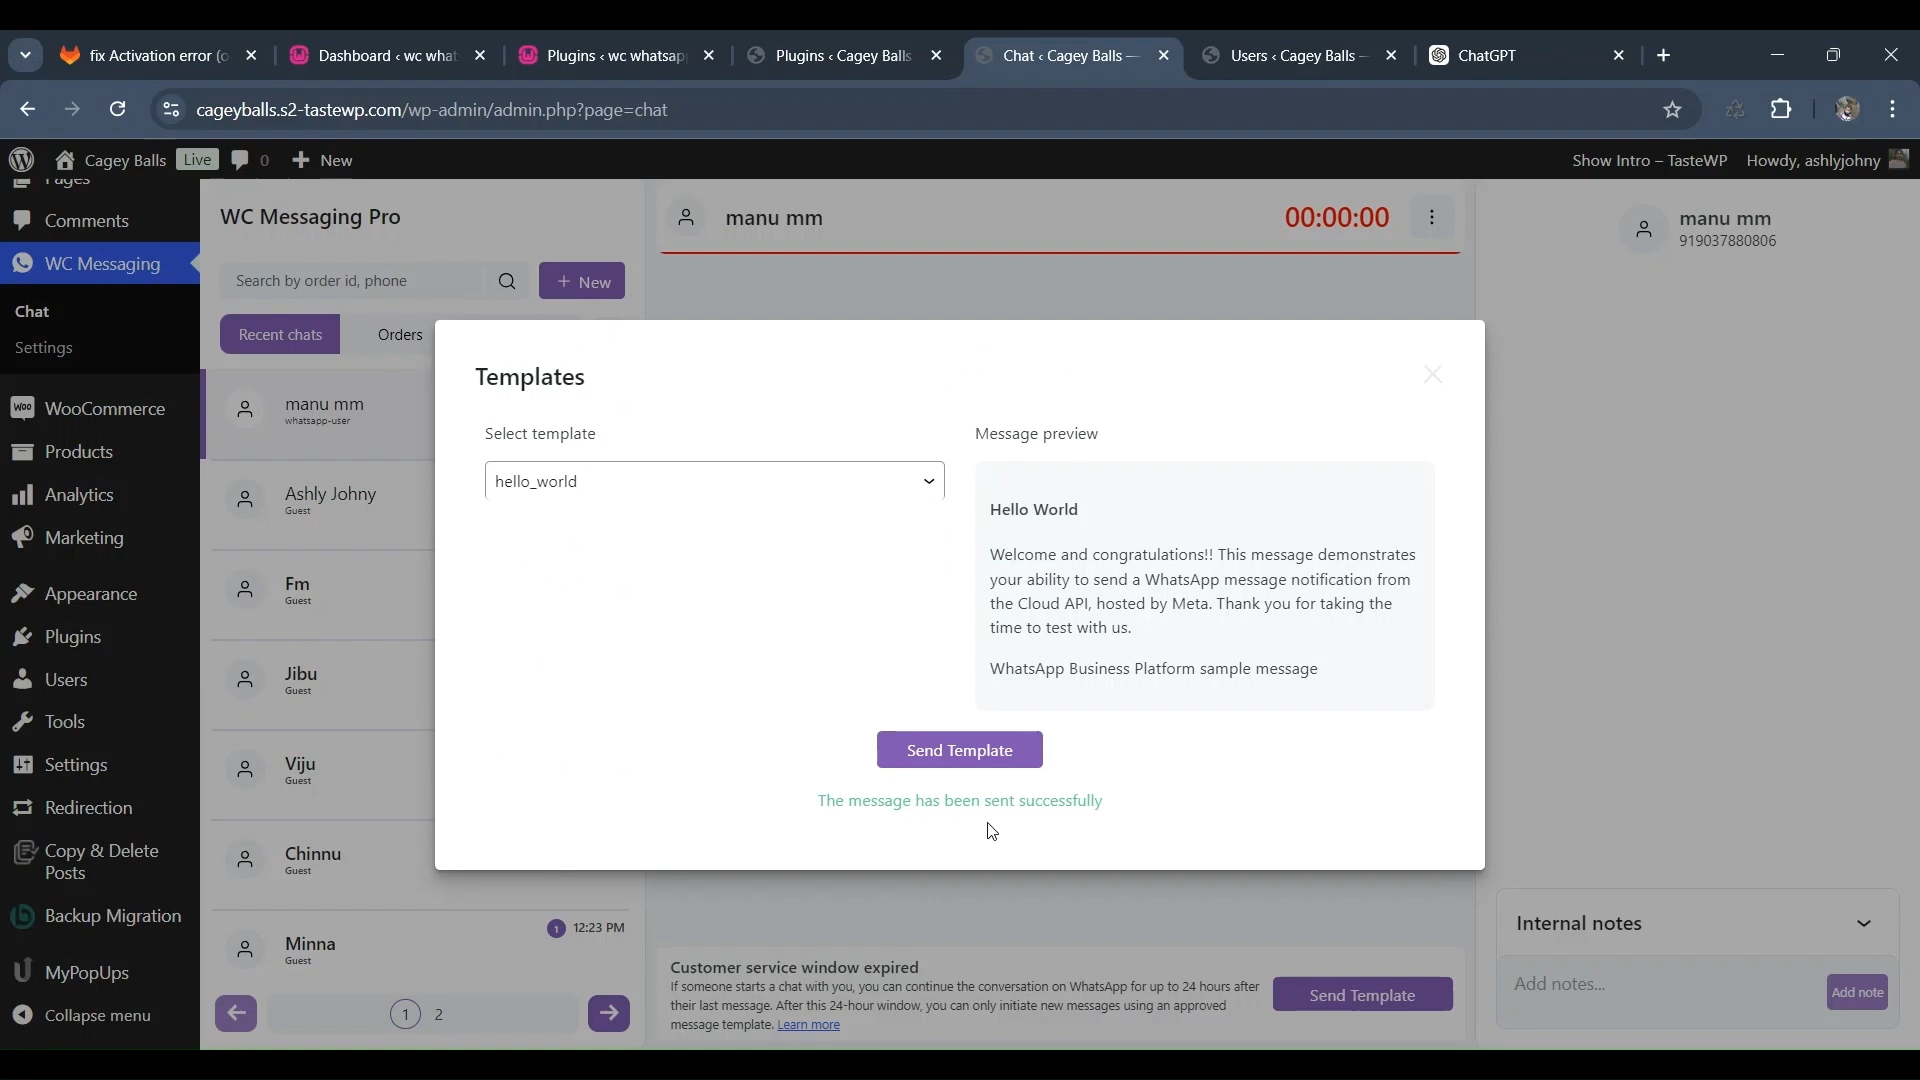 fix Activation error (o
Dashboard ‹ wc what
Plugins ‹ wc whatsap
Plugins ‹ Cagey Balls
Chat ‹ Cagey Balls —
Users ‹ Cagey Balls —
ChatGPT
cageyballs.s2-tastewp.com/wp-admin/admin.php?page=chat
Cagey Balls
Live
0
New
Show Intro – TasteWP
Howdy, ashlyjohny
Pages
Comments
WC Messaging
Chat
Settings
WooCommerce
Products
Analytics
Marketing
Appearance
Plugins
Users
Tools
Settings
Redirection
Copy & Delete
Posts
Backup Migration
MyPopUps
Collapse menu
WC Messaging Pro
Search by order id, phone
+ New
Recent chats
Orders
manu mm
whatsapp-user
Ashly Johny
Guest
Fm
Guest
Jibu
Guest
Viju
Guest
Chinnu
Guest
Minna
Guest
1
12:23 PM
1
2
manu mm
00:00:00
Templates
Select template
hello_world
Message preview
Hello World
Welcome and congratulations!! This message demonstrates
your ability to send a WhatsApp message notification from
the Cloud API, hosted by Meta. Thank you for taking the
time to test with us.
WhatsApp Business Platform sample message
Send Template
The message has been sent successfully
Customer service window expired
If someone starts a chat with you, you can continue the conversation on WhatsApp for up to 24 hours after
their last message. After this 24-hour window, you can only initiate new messages using an approved
message template. Learn more
Send Template
manu mm
919037880806
Internal notes
Add notes...
Add note